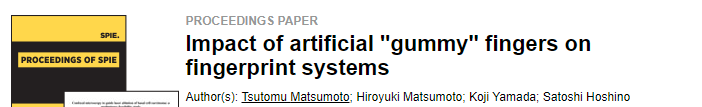 SPIE.
PROCEEDINGS OF SPIE
PROCEEDINGS PAPER
Impact of artificial "gummy" fingers on
fingerprint systems
Author(s): Tsutomu Matsumoto; Hiroyuki Matsumoto; Koji Yamada; Satoshi Hoshino